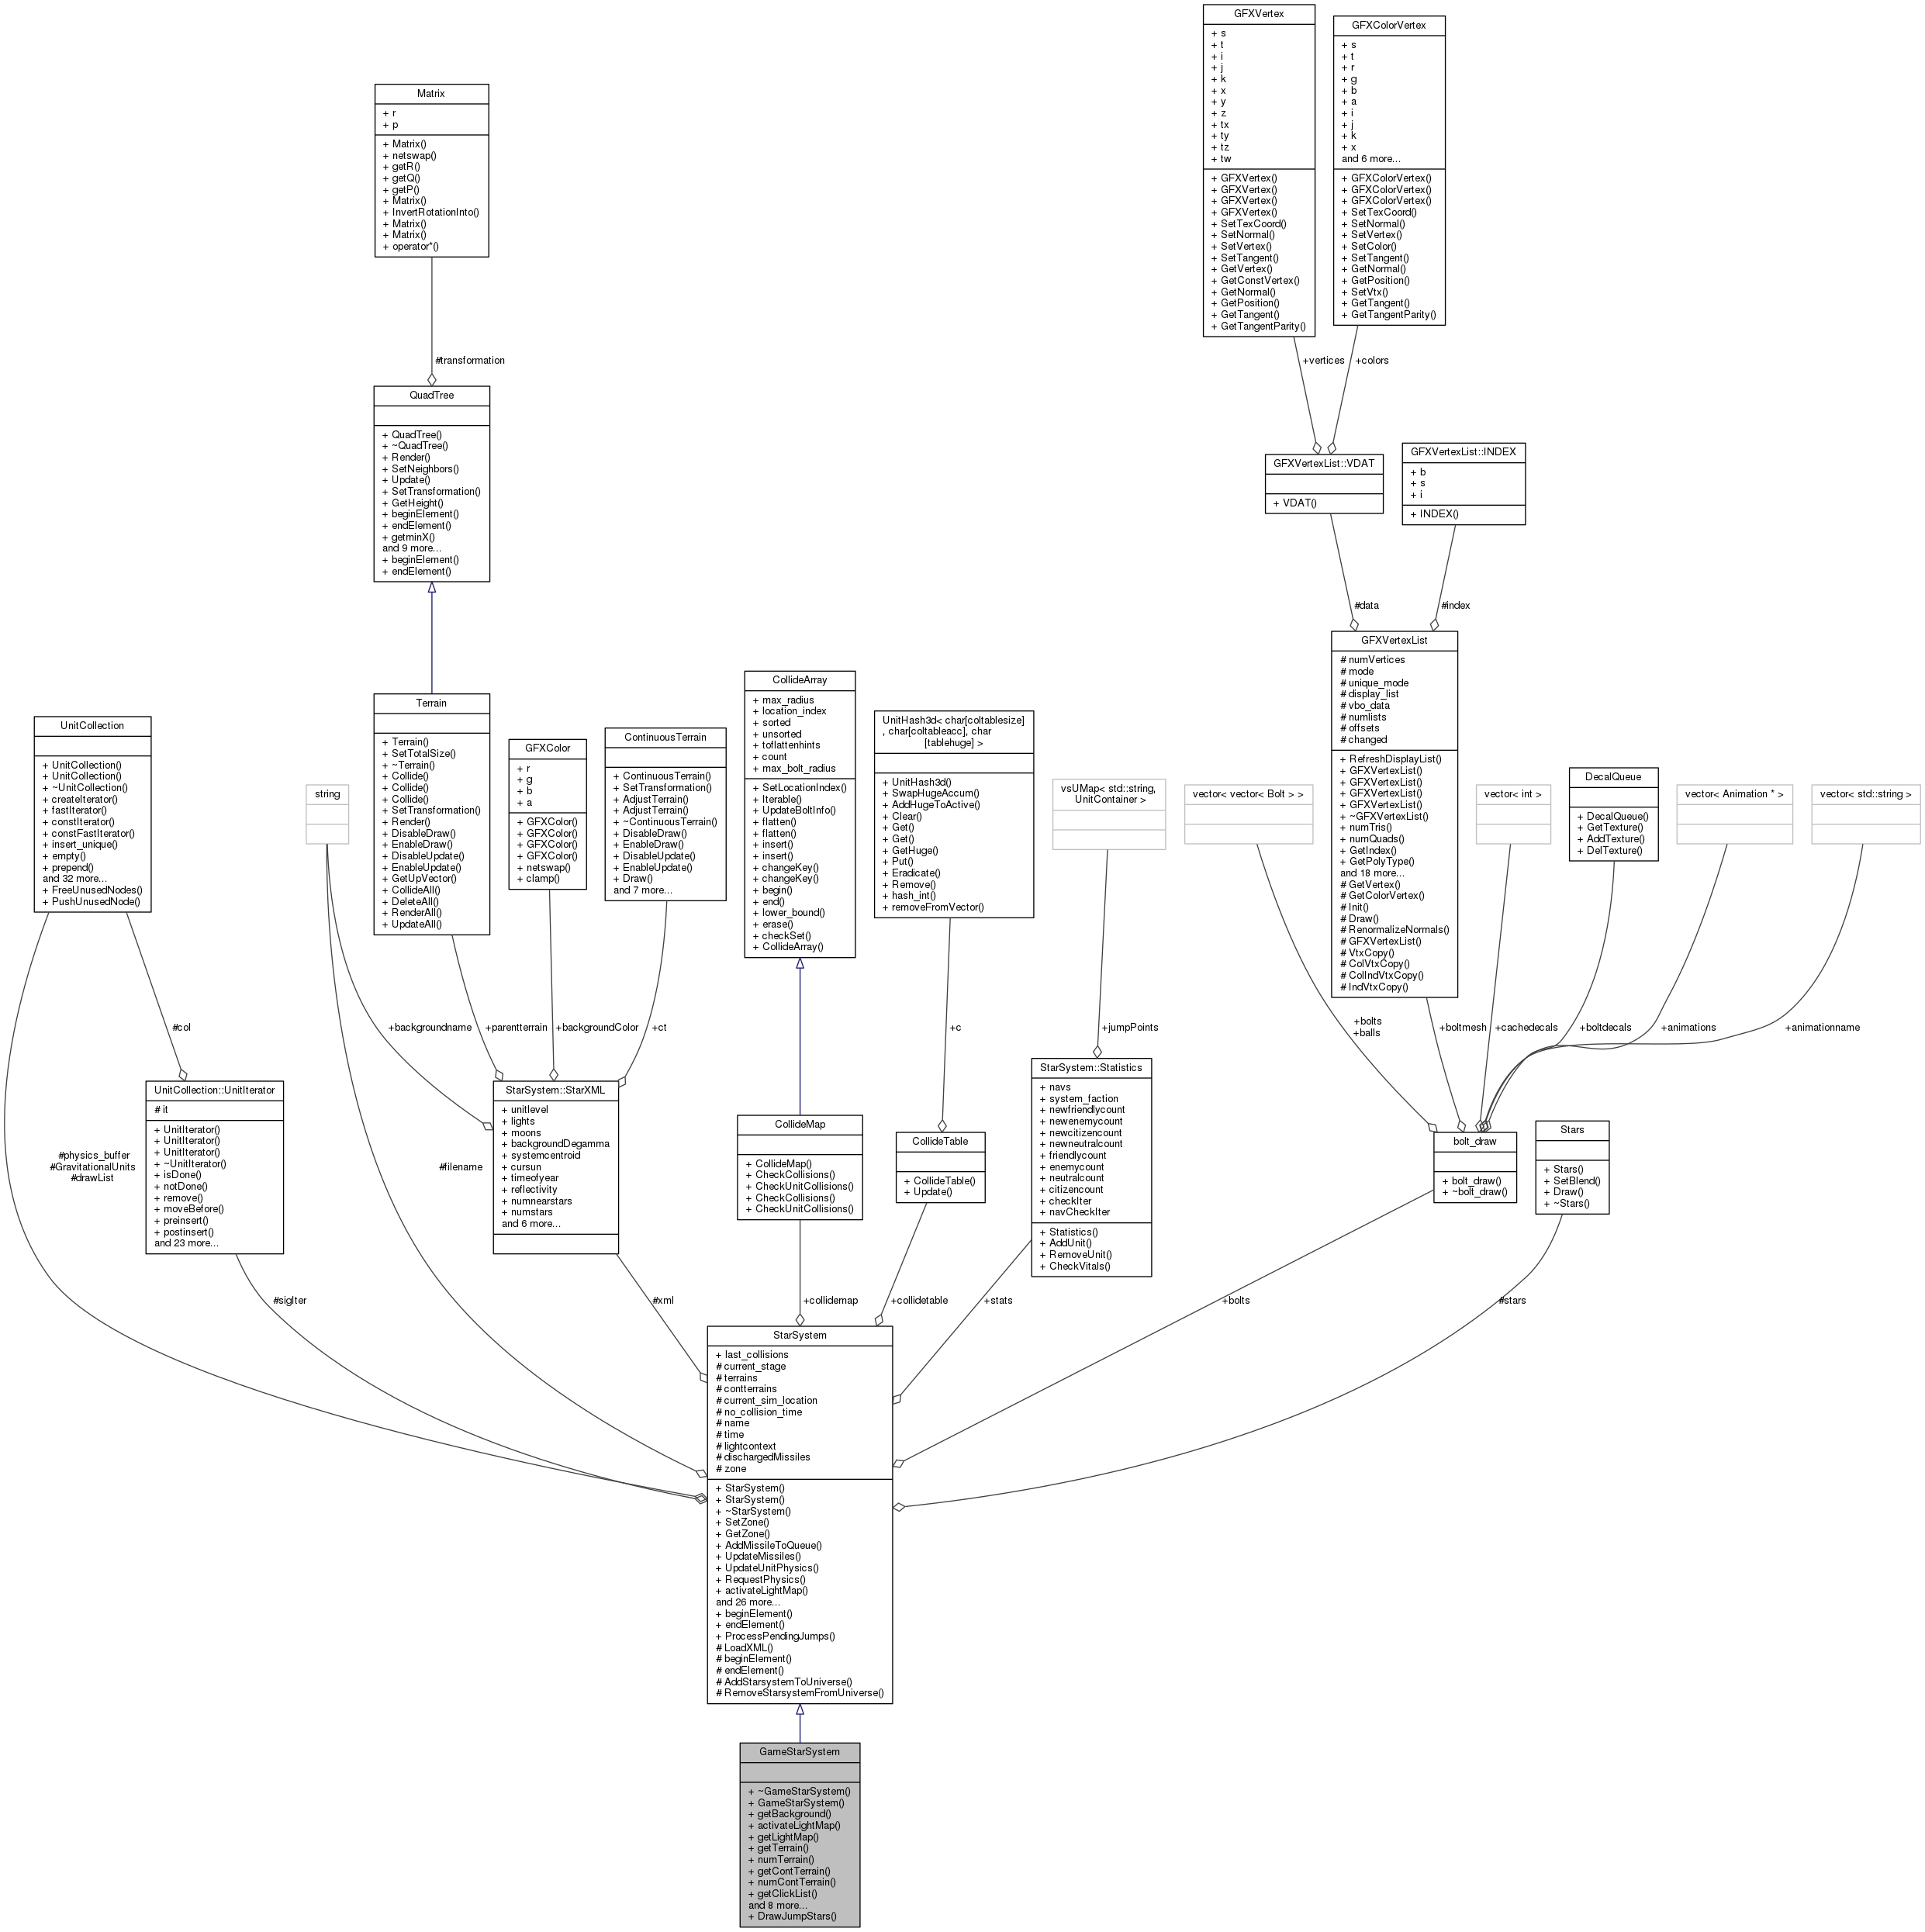 GFXVertex
+ s
+ t
+ i
+ j
+ k
+ x
+ y
+ z
+ tx
+ ty
+ tz
+ tw
+ GFXVertex()
+ GFXVertex()
+ GFXVertex()
+ GFXVertex()
+ SetTexCoord()
+ SetNormal()
+ SetVertex()
+ SetTangent()
+ GetVertex()
+ GetConstVertex()
+ GetNormal()
+ GetPosition()
+ GetTangent()
+ GetTangentParity()
GFXColorVertex
+ s
+ t
+ r
+ g
+ b
+ a
+ i
+ j
+ k
+ x
and 6 more...
+ GFXColorVertex()
+ GFXColorVertex()
+ GFXColorVertex()
+ SetTexCoord()
+ SetNormal()
+ SetVertex()
+ SetColor()
+ SetTangent()
+ GetNormal()
+ GetPosition()
+ SetVtx()
+ GetTangent()
+ GetTangentParity()
Matrix
+ r
+ p
+ Matrix()
+ netswap()
+ getR()
+ getQ()
+ getP()
+ Matrix()
+ InvertRotationInto()
+ Matrix()
+ Matrix()
+ operator*()
#transformation
+vertices
+colors
QuadTree
+ QuadTree()
+ ~QuadTree()
+ Render()
+ SetNeighbors()
+ Update()
+ SetTransformation()
+ GetHeight()
+ beginElement()
+ endElement()
+ getminX()
and 9 more...
+ beginElement()
+ endElement()
GFXVertexList::VDAT
+ VDAT()
GFXVertexList::INDEX
+ b
+ s
+ i
+ INDEX()
#data
#index
GFXVertexList
# numVertices
# mode
# unique_mode
# display_list
# vbo_data
# numlists
# offsets
# changed
+ RefreshDisplayList()
+ GFXVertexList()
+ GFXVertexList()
+ GFXVertexList()
+ GFXVertexList()
+ ~GFXVertexList()
+ numTris()
+ numQuads()
+ GetIndex()
+ GetPolyType()
and 18 more...
# GetVertex()
# GetColorVertex()
# Init()
# Draw()
# RenormalizeNormals()
# GFXVertexList()
# VtxCopy()
# ColVtxCopy()
# ColIndVtxCopy()
# IndVtxCopy()
UnitCollection
+ UnitCollection()
+ UnitCollection()
+ ~UnitCollection()
+ createIterator()
+ fastIterator()
+ constIterator()
+ constFastIterator()
+ insert_unique()
+ empty()
+ prepend()
and 32 more...
+ FreeUnusedNodes()
+ PushUnusedNode()
string
Terrain
+ Terrain()
+ SetTotalSize()
+ ~Terrain()
+ Collide()
+ Collide()
+ Collide()
+ SetTransformation()
+ Render()
+ DisableDraw()
+ EnableDraw()
+ DisableUpdate()
+ EnableUpdate()
+ GetUpVector()
+ CollideAll()
+ DeleteAll()
+ RenderAll()
+ UpdateAll()
GFXColor
+ r
+ g
+ b
+ a
+ GFXColor()
+ GFXColor()
+ GFXColor()
+ GFXColor()
+ netswap()
+ clamp()
ContinuousTerrain
+ ContinuousTerrain()
+ SetTransformation()
+ AdjustTerrain()
+ AdjustTerrain()
+ ~ContinuousTerrain()
+ DisableDraw()
+ EnableDraw()
+ DisableUpdate()
+ EnableUpdate()
+ Draw()
and 7 more...
CollideArray
+ max_radius
+ location_index
+ sorted
+ unsorted
+ toflattenhints
+ count
+ max_bolt_radius
+ SetLocationIndex()
+ Iterable()
+ UpdateBoltInfo()
+ flatten()
+ flatten()
+ insert()
+ insert()
+ changeKey()
+ changeKey()
+ begin()
+ end()
+ lower_bound()
+ erase()
+ checkSet()
+ CollideArray()
UnitHash3d< char[coltablesize]
, char[coltableacc], char
[tablehuge] >
+ UnitHash3d()
+ SwapHugeAccum()
+ AddHugeToActive()
+ Clear()
+ Get()
+ Get()
+ GetHuge()
+ Put()
+ Eradicate()
+ Remove()
+ hash_int()
+ removeFromVector()
vsUMap< std::string,
UnitContainer >
vector< vector< Bolt > >
vector< int >
DecalQueue
+ DecalQueue()
+ GetTexture()
+ AddTexture()
+ DelTexture()
vector< Animation * >
vector< std::string >
#col
+backgroundname
+parentterrain
+backgroundColor
+ct
+c
+jumpPoints
+bolts
+balls
+boltmesh
+cachedecals
+boltdecals
+animations
+animationname
#physics_buffer
#GravitationalUnits
#drawList
UnitCollection::UnitIterator
# it
+ UnitIterator()
+ UnitIterator()
+ UnitIterator()
+ ~UnitIterator()
+ isDone()
+ notDone()
+ remove()
+ moveBefore()
+ preinsert()
+ postinsert()
and 23 more...
#filename
StarSystem::StarXML
+ unitlevel
+ lights
+ moons
+ backgroundDegamma
+ systemcentroid
+ cursun
+ timeofyear
+ reflectivity
+ numnearstars
+ numstars
and 6 more...
CollideMap
+ CollideMap()
+ CheckCollisions()
+ CheckUnitCollisions()
+ CheckCollisions()
+ CheckUnitCollisions()
CollideTable
+ CollideTable()
+ Update()
StarSystem::Statistics
+ navs
+ system_faction
+ newfriendlycount
+ newenemycount
+ newcitizencount
+ newneutralcount
+ friendlycount
+ enemycount
+ neutralcount
+ citizencount
+ checkIter
+ navCheckIter
+ Statistics()
+ AddUnit()
+ RemoveUnit()
+ CheckVitals()
bolt_draw
+ bolt_draw()
+ ~bolt_draw()
Stars
+ Stars()
+ SetBlend()
+ Draw()
+ ~Stars()
#sigIter
#xml
+collidemap
+collidetable
+stats
+bolts
#stars
StarSystem
+ last_collisions
# current_stage
# terrains
# contterrains
# current_sim_location
# no_collision_time
# name
# time
# lightcontext
# dischargedMissiles
# zone
+ StarSystem()
+ StarSystem()
+ ~StarSystem()
+ SetZone()
+ GetZone()
+ AddMissileToQueue()
+ UpdateMissiles()
+ UpdateUnitPhysics()
+ RequestPhysics()
+ activateLightMap()
and 26 more...
+ beginElement()
+ endElement()
+ ProcessPendingJumps()
# LoadXML()
# beginElement()
# endElement()
# AddStarsystemToUniverse()
# RemoveStarsystemFromUniverse()
GameStarSystem
+ ~GameStarSystem()
+ GameStarSystem()
+ getBackground()
+ activateLightMap()
+ getLightMap()
+ getTerrain()
+ numTerrain()
+ getContTerrain()
+ numContTerrain()
+ getClickList()
and 8 more...
+ DrawJumpStars()